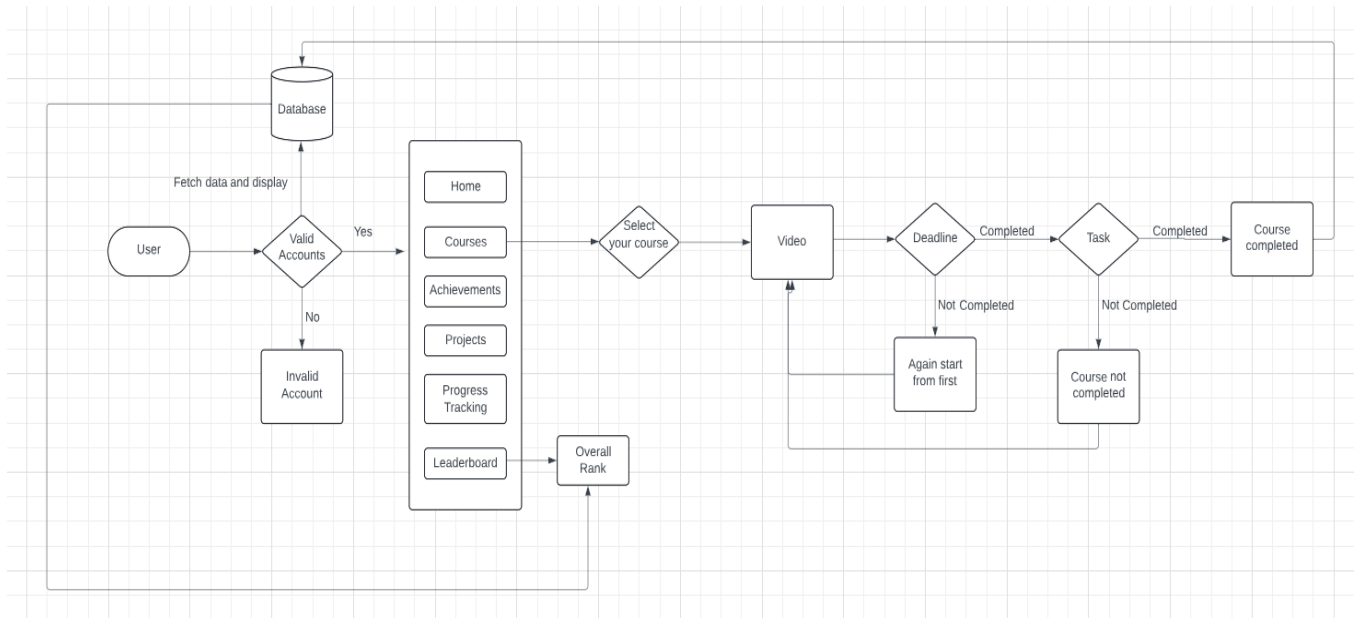 Database
Fetch data and display
User
Valid
Accounts
Yes
No
Invalid
Account
Home
Courses
Achievements
Projects
Progress
Tracking
Leaderboard
Overall
Rank
Select
your course
Video
Deadline
Completed
Not Completed
Again start
from first
Task
Completed
Not Completed
Course not
completed
Course
completed